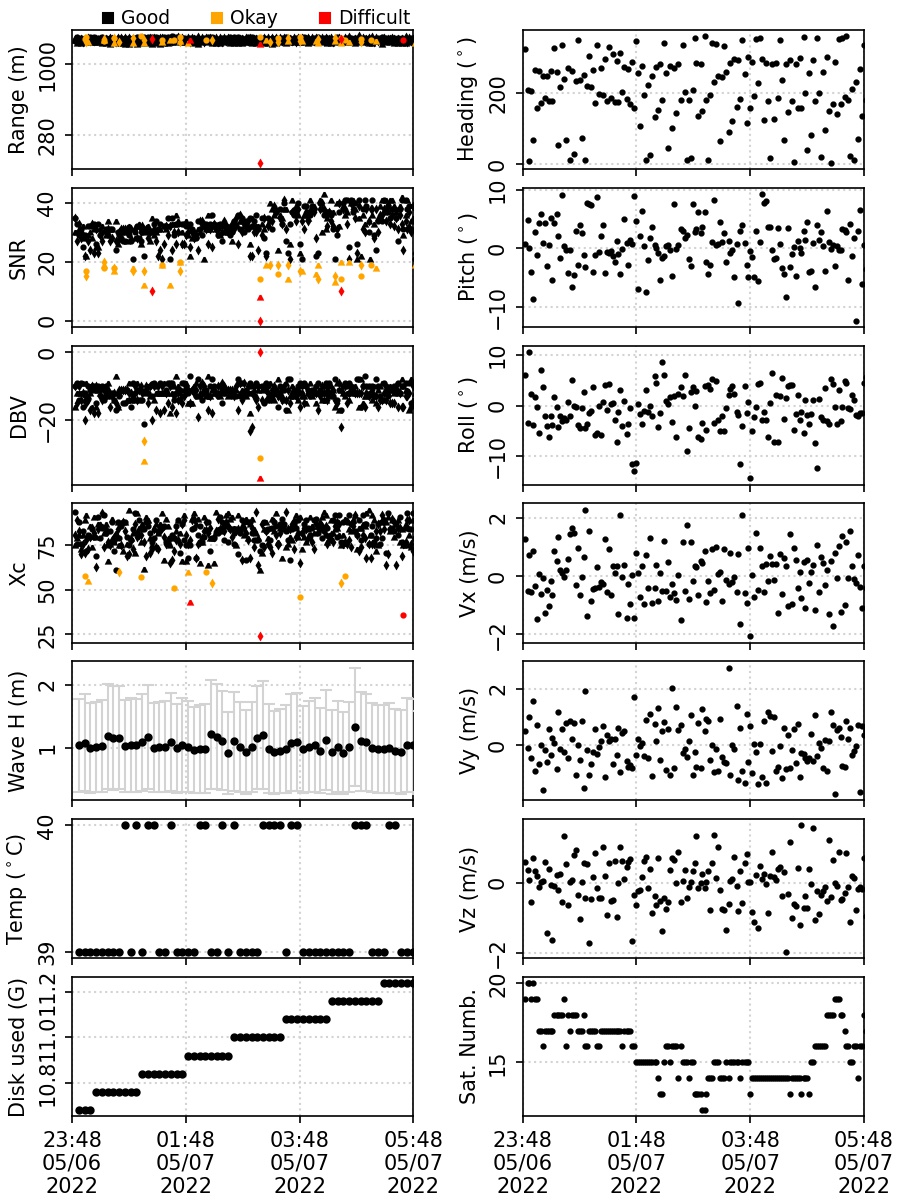 Good Okay Difficult
Range (m)
1000
280
Heading (°)
200
0
SNR
40
20
0
Pitch (°)
10
0
−10
DBV
0
−20
Roll (°)
10
0
−10
Xc
75
50
25
Vx (m/s)
2
0
−2
Wave H (m)
2
1
Vy (m/s)
2
0
Temp (°C)
40
39
Vz (m/s)
0
−2
Disk used (G)
11.2
11.0
10.8
Sat. Numb.
20
15
23:48 01:48 03:48 05:48
05/06 05/07 05/07 05/07
2022 2022 2022 2022
23:48 01:48 03:48 05:48
05/06 05/07 05/07 05/07
2022 2022 2022 2022